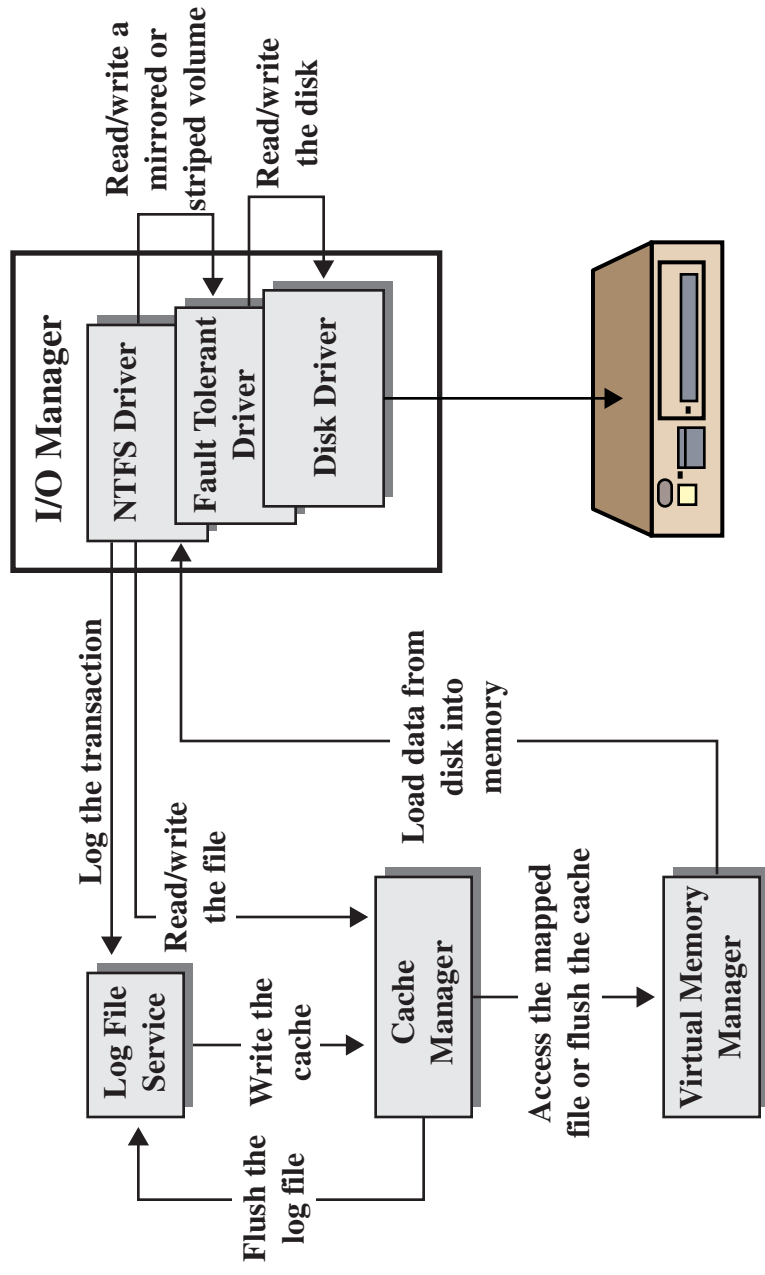 I/O Manager
Log the transaction
NTFS Driver
Read/write a
mirrored or
striped volume
Log File
Service
Read/write
the file
Fault Tolerant
Driver
Read/write
the disk
Flush the
log file
Write the
cache
Disk Driver
Cache
Manager
Load data from
disk into
memory
Access the mapped
file or flush the cache
Virtual Memory
Manager